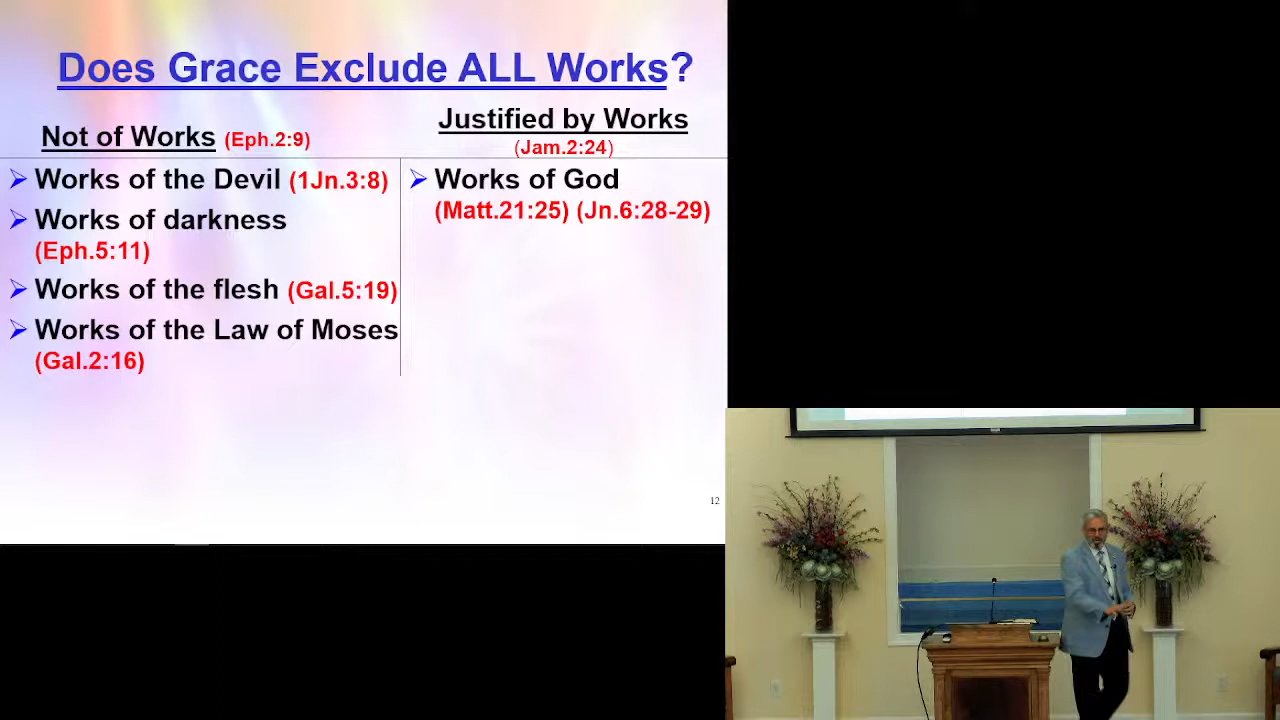 Does Grace Exclude ALL Works?
Not of Works (Eph.2:9)
Works of the Devil (1Jn.3:8)
Works of darkness
(Eph.5:11)
Works of the flesh (Gal.5:19)
Works of the Law of Moses
(Gal.2:16)
Justified by Works
(Jam.2:24)
Works of God
(Matt.21:25) (Jn.6:28-29)
12